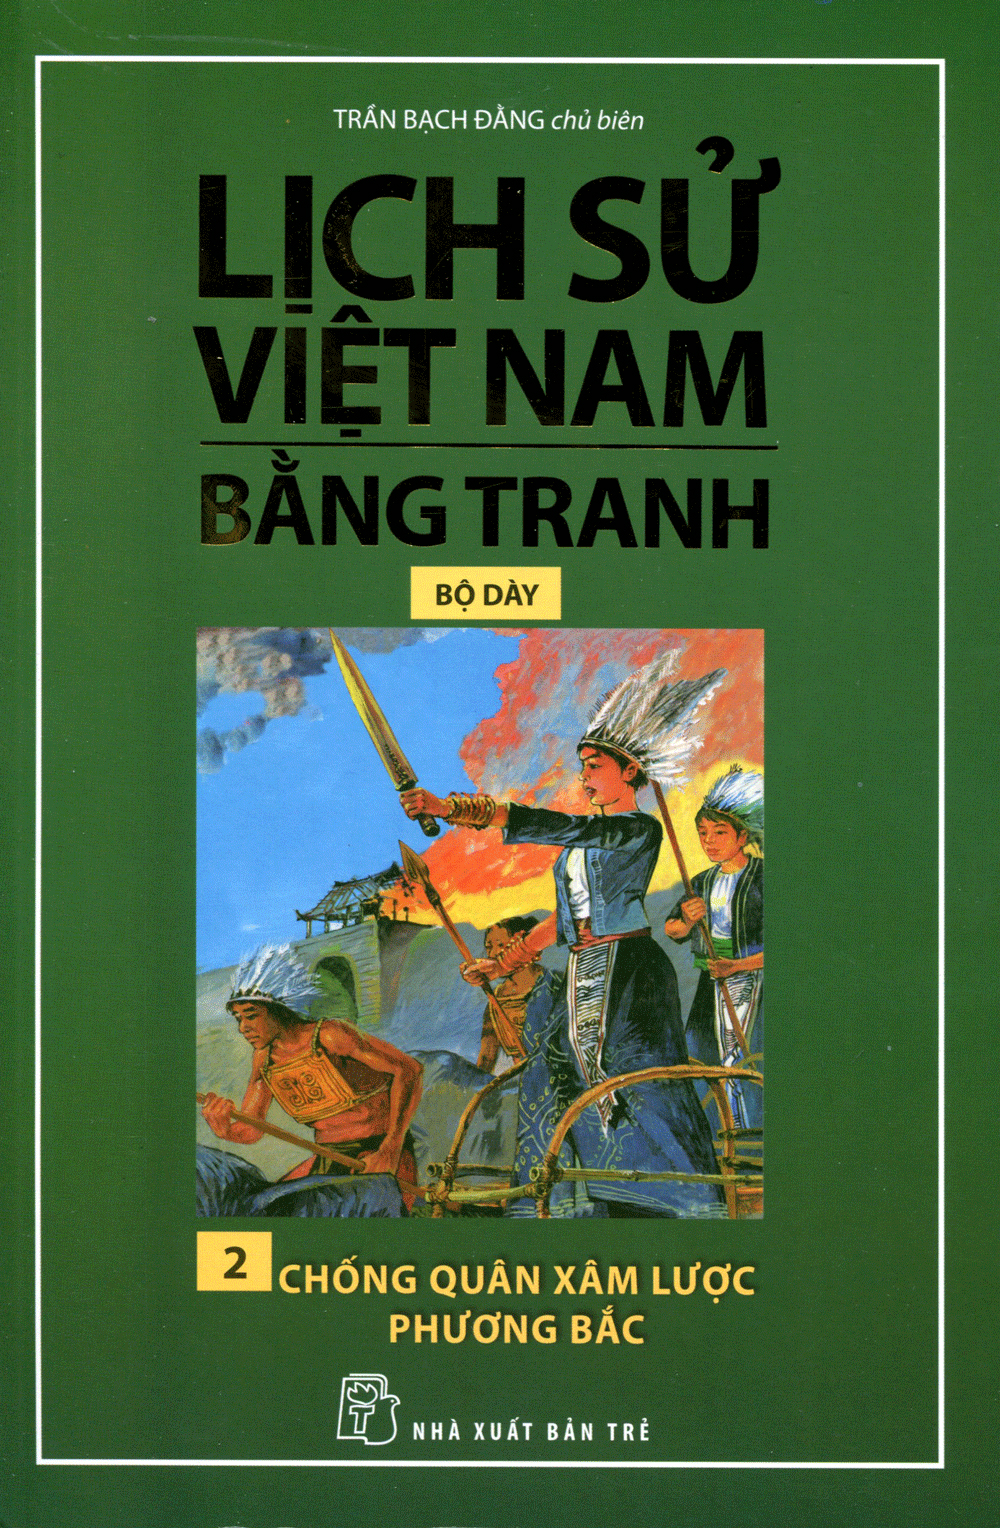 TRẦN BẠCH ĐẰNG chủ biên
LỊCH SỬ
VIỆT NAM
BẰNG TRANH
BỘ DÀY
2
CHỐNG QUÂN XÂM LƯỢC
PHƯƠNG BẮC
T
NHÀ XUẤT BẢN TRẺ